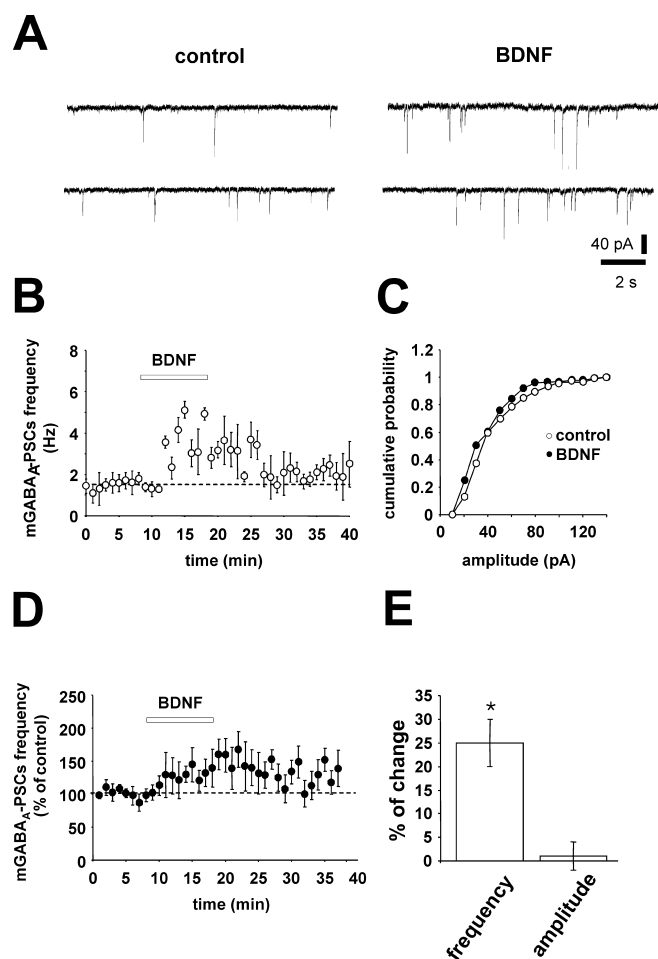 A
control
BDNF
40 pA
2 s
B
mGABAA-PSCs frequency
(Hz)
8
6
4
2
0
BDNF
0 5 10 15 20 25 30 35 40
time (min)
C
cumulative probability
1.2
1
0.8
0.6
0.4
0.2
0
control
BDNF
0 40 80 120
amplitude (pA)
D
mGABAA-PSCs frequency
(% of control)
250
200
150
100
50
0
BDNF
0 5 10 15 20 25 30 35 40
time (min)
E
% of change
35
30
25
20
15
10
5
0
*
frequency
amplitude